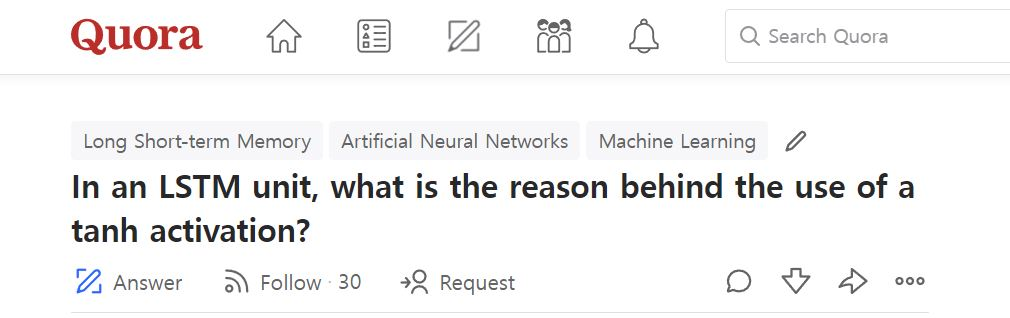 Quora
Search Quora
Long Short-term Memory
Artificial Neural Networks
Machine Learning
In an LSTM unit, what is the reason behind the use of a
tanh activation?
Answer
Follow · 30
Request